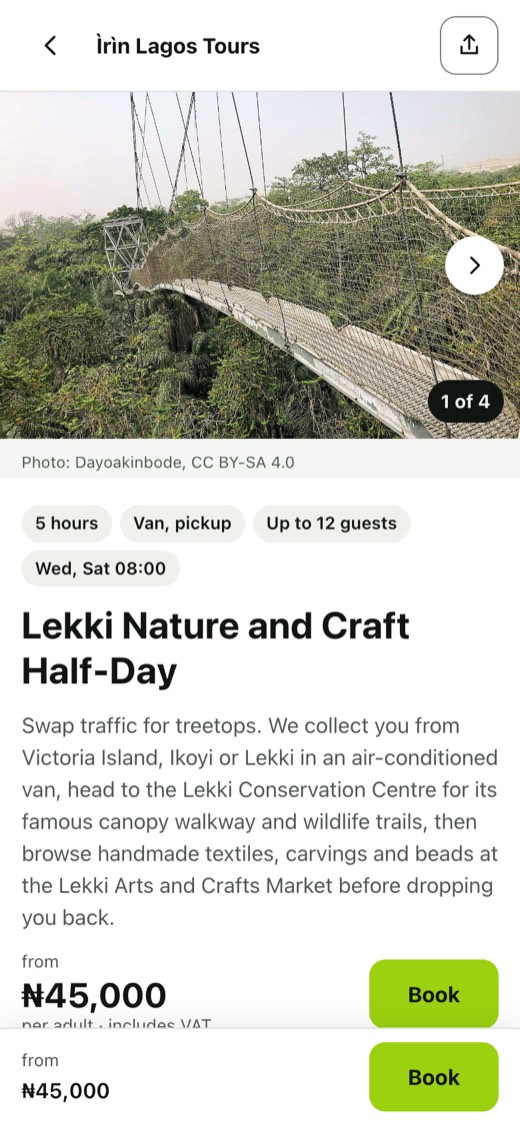 Ìrìn Lagos Tours
1 of 4
Photo: Dayoakinbode, CC BY-SA 4.0
5 hours
Van, pickup
Up to 12 guests
Wed, Sat 08:00
Lekki Nature and Craft
Half-Day
Swap traffic for treetops. We collect you from
Victoria Island, Ikoyi or Lekki in an air-conditioned
van, head to the Lekki Conservation Centre for its
famous canopy walkway and wildlife trails, then
browse handmade textiles, carvings and beads at
the Lekki Arts and Crafts Market before dropping
you back.
from
₦45,000
Book
per adult · includes VAT
from
₦45,000
Book